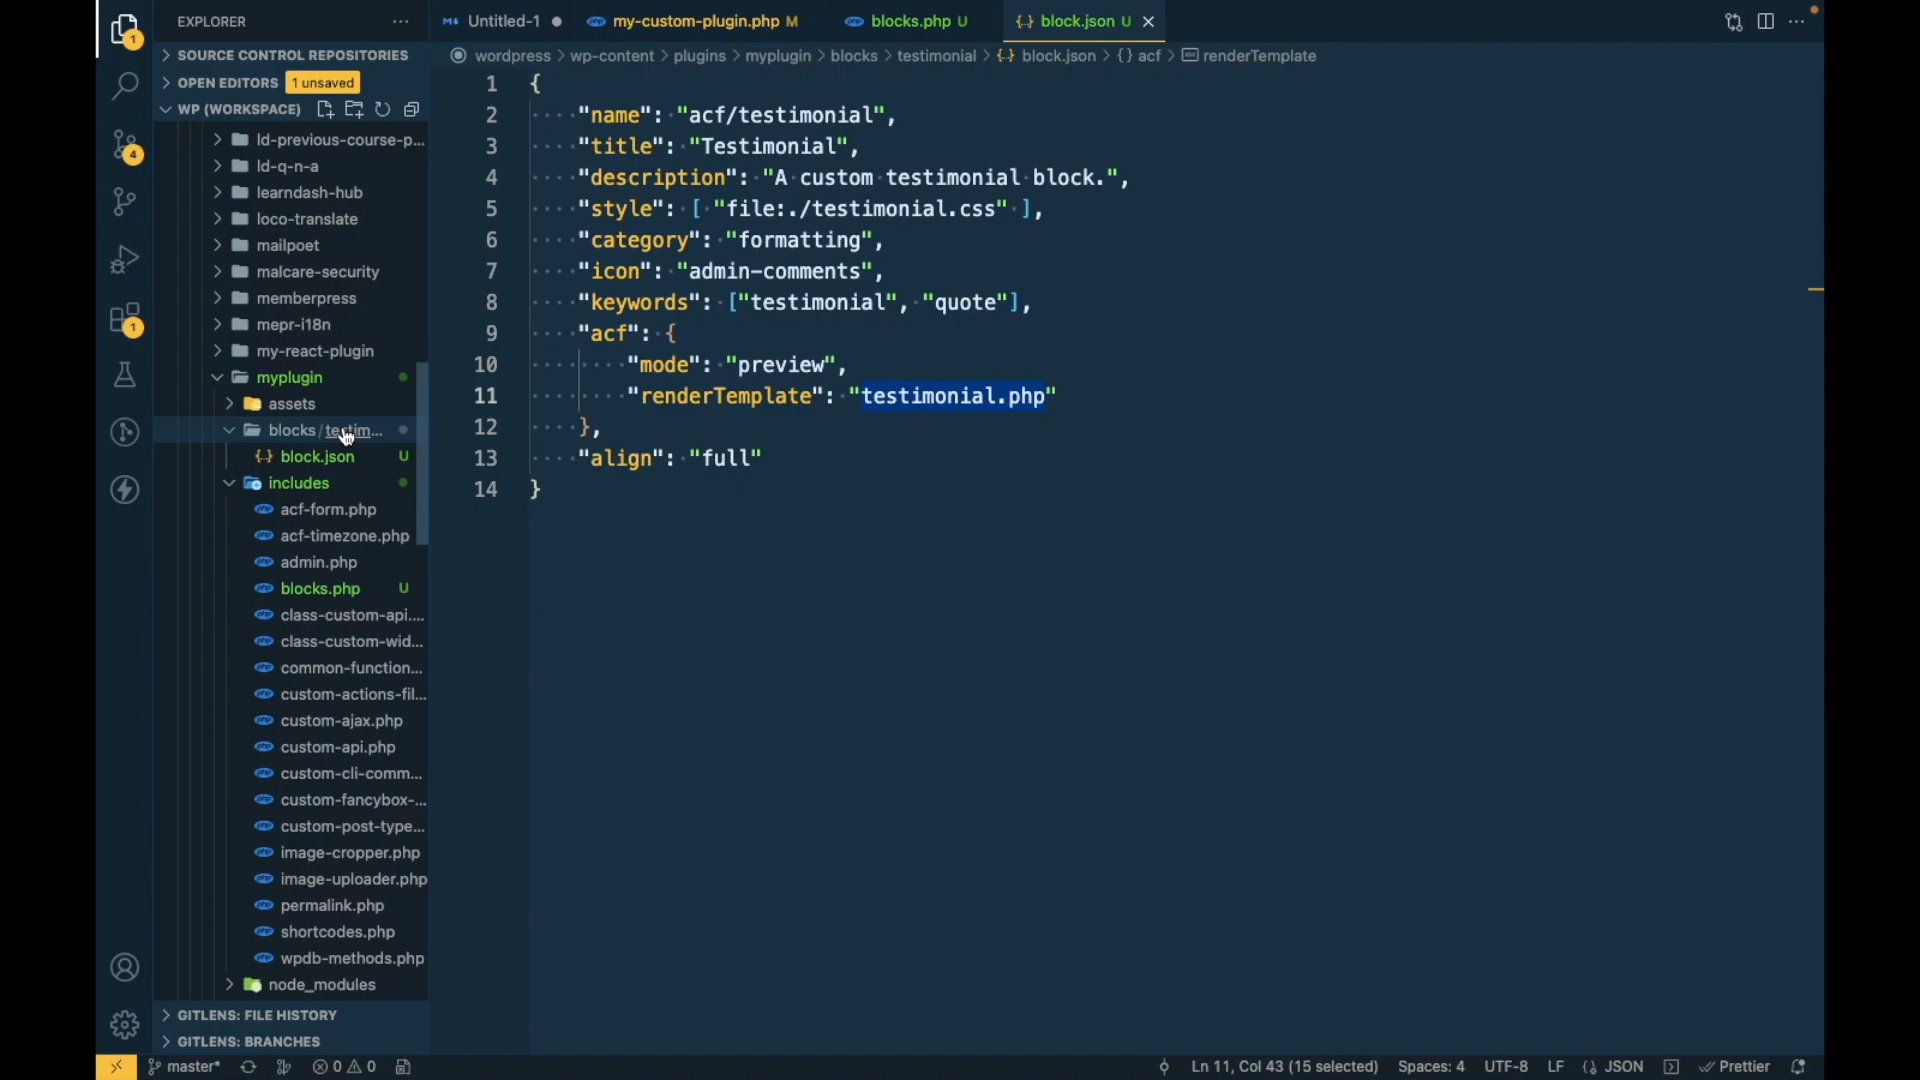 EXPLORER
SOURCE CONTROL REPOSITORIES
OPEN EDITORS 1 unsaved
WP (WORKSPACE)
ld-previous-course-p...
ld-q-n-a
learndash-hub
loco-translate
mailpoet
malcare-security
memberpress
mepr-i18n
my-react-plugin
myplugin
assets
blocks / testim...
block.json U
includes
acf-form.php
acf-timezone.php
admin.php
blocks.php U
class-custom-api....
class-custom-wid...
common-function...
custom-actions-fil...
custom-ajax.php
custom-api.php
custom-cli-comm...
custom-fancybox-...
custom-post-type...
image-cropper.php
image-uploader.php
permalink.php
shortcodes.php
wpdb-methods.php
node_modules
GITLENS: FILE HISTORY
GITLENS: BRANCHES
1
4
1
Untitled-1 my-custom-plugin.php M blocks.php U {..} block.json U
wordpress > wp-content > plugins > myplugin > blocks > testimonial > {..} block.json > {} acf > renderTemplate
1 {
2 "name": "acf/testimonial",
3 "title": "Testimonial",
4 "description": "A custom testimonial block.",
5 "style": [ "file:./testimonial.css" ],
6 "category": "formatting",
7 "icon": "admin-comments",
8 "keywords": ["testimonial", "quote"],
9 "acf": {
10 "mode": "preview",
11 "renderTemplate": "testimonial.php"
12 },
13 "align": "full"
14 }
master* 0 0 Ln 11, Col 43 (15 selected) Spaces: 4 UTF-8 LF {} JSON Prettier